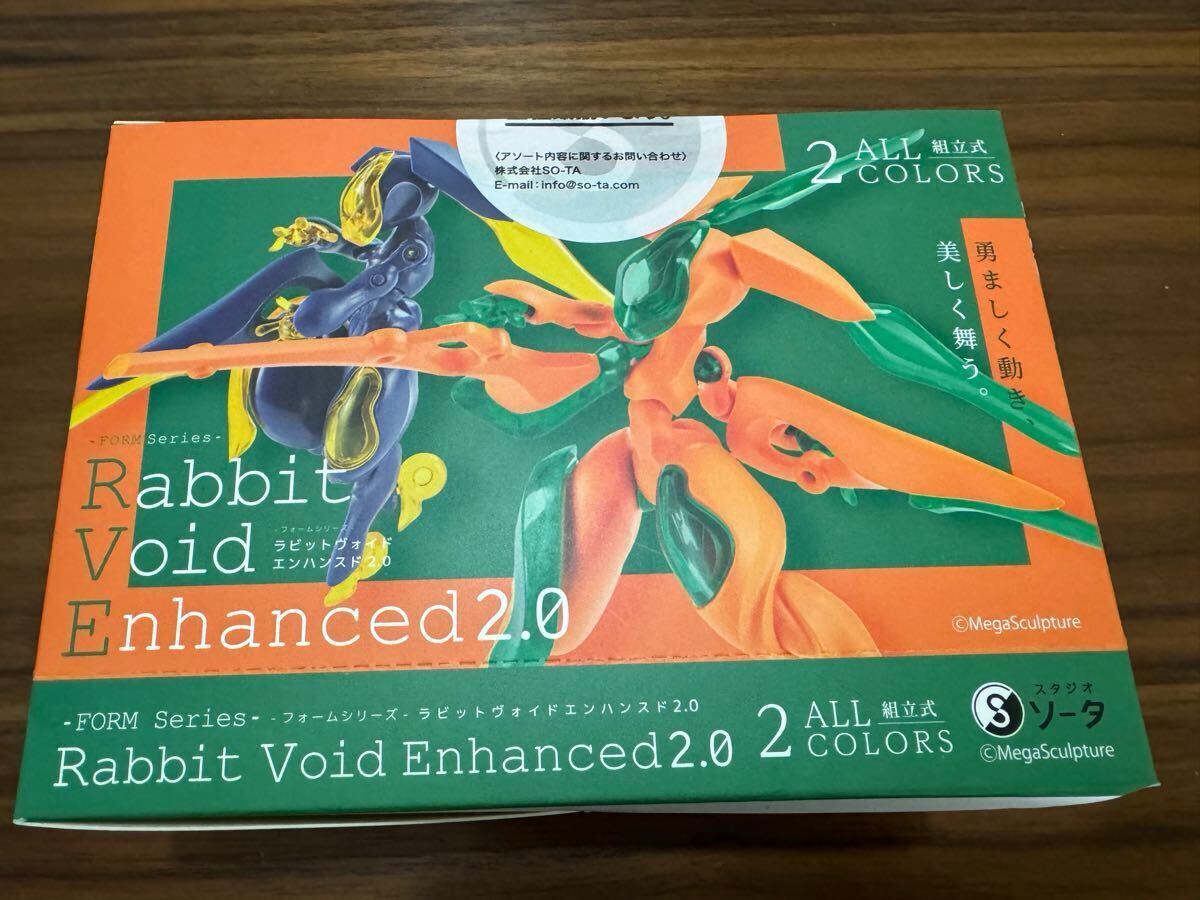 〈アソート内容に関するお問い合わせ〉
株式会社SO-TA
E-mail：info@so-ta.com
2 ALL 組立式
COLORS
勇ましく動き
美しく舞う。
-FORM Series-
Rabbit
Void
-フォームシリーズ-
ラビットヴォイド
エンハンスド2.0
Enhanced2.0
©MegaSculpture
-FORM Series- -フォームシリーズ- ラビットヴォイドエンハンスド2.0
Rabbit Void Enhanced2.0
2 ALL 組立式
COLORS
スタジオ
ソータ
©MegaSculpture